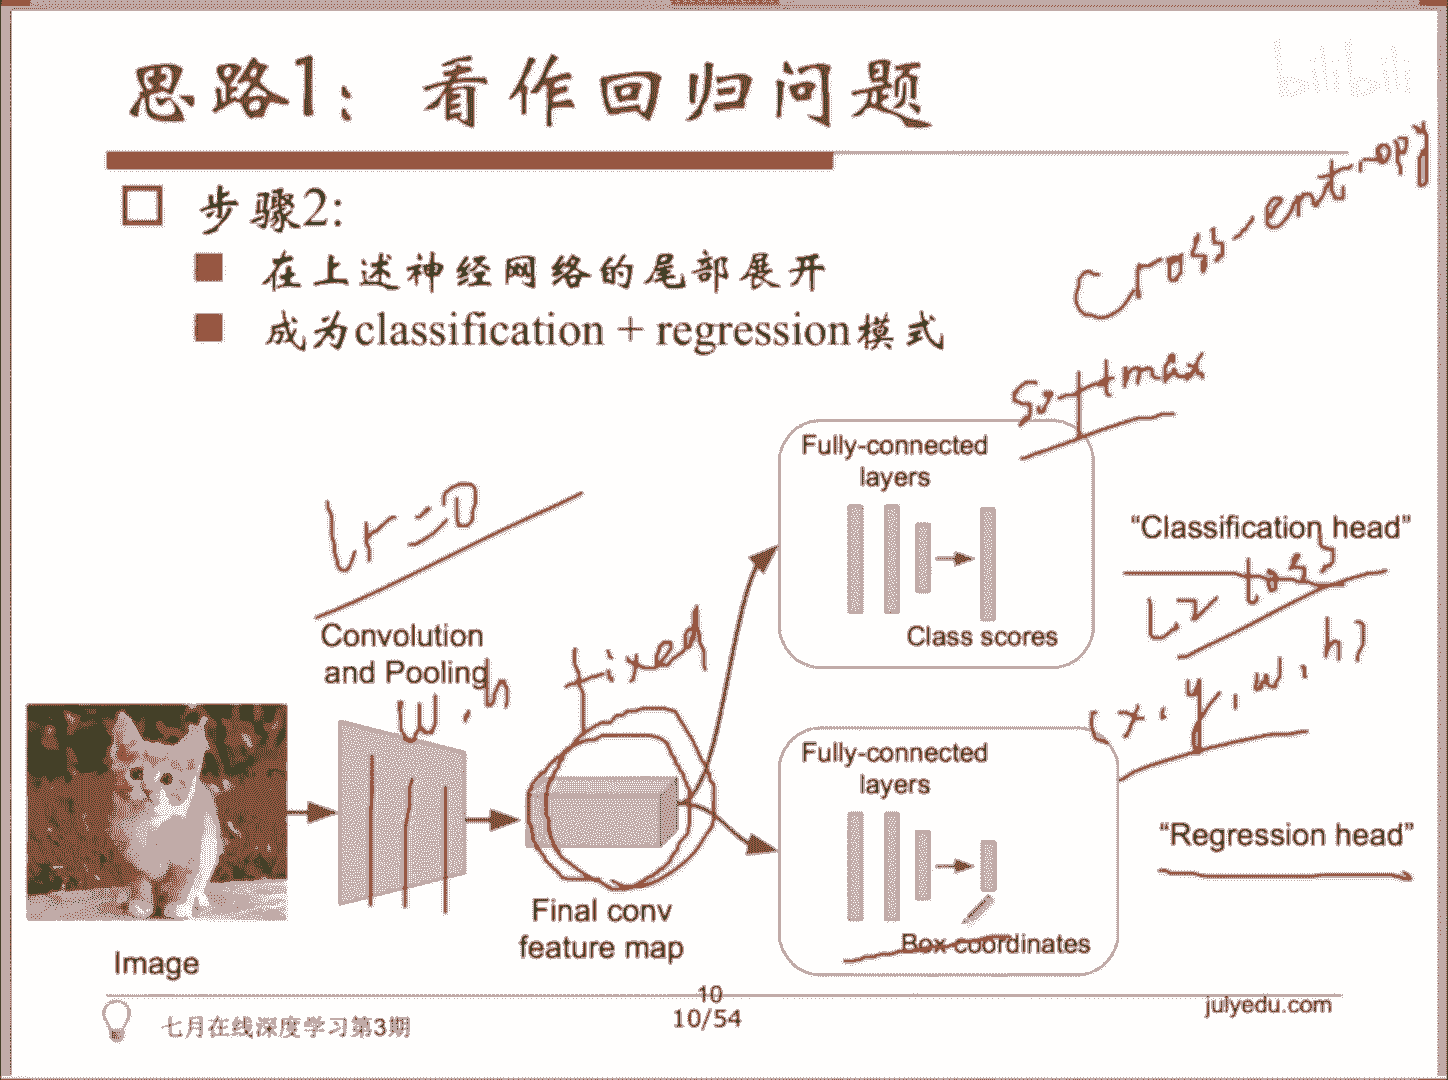 bilibili
思路1：看作回归问题
cross-entropy
步骤2:
在上述神经网络的尾部展开
成为classification + regression模式
softmax
Fully-connected
layers
Class scores
"Classification head"
L2 loss
lr=0
Convolution
and Pooling
w,h
fixed
(x,y,w,h)
Fully-connected
layers
Box coordinates
"Regression head"
Final conv
feature map
Image
10
10/54
七月在线深度学习第3期
julyedu.com